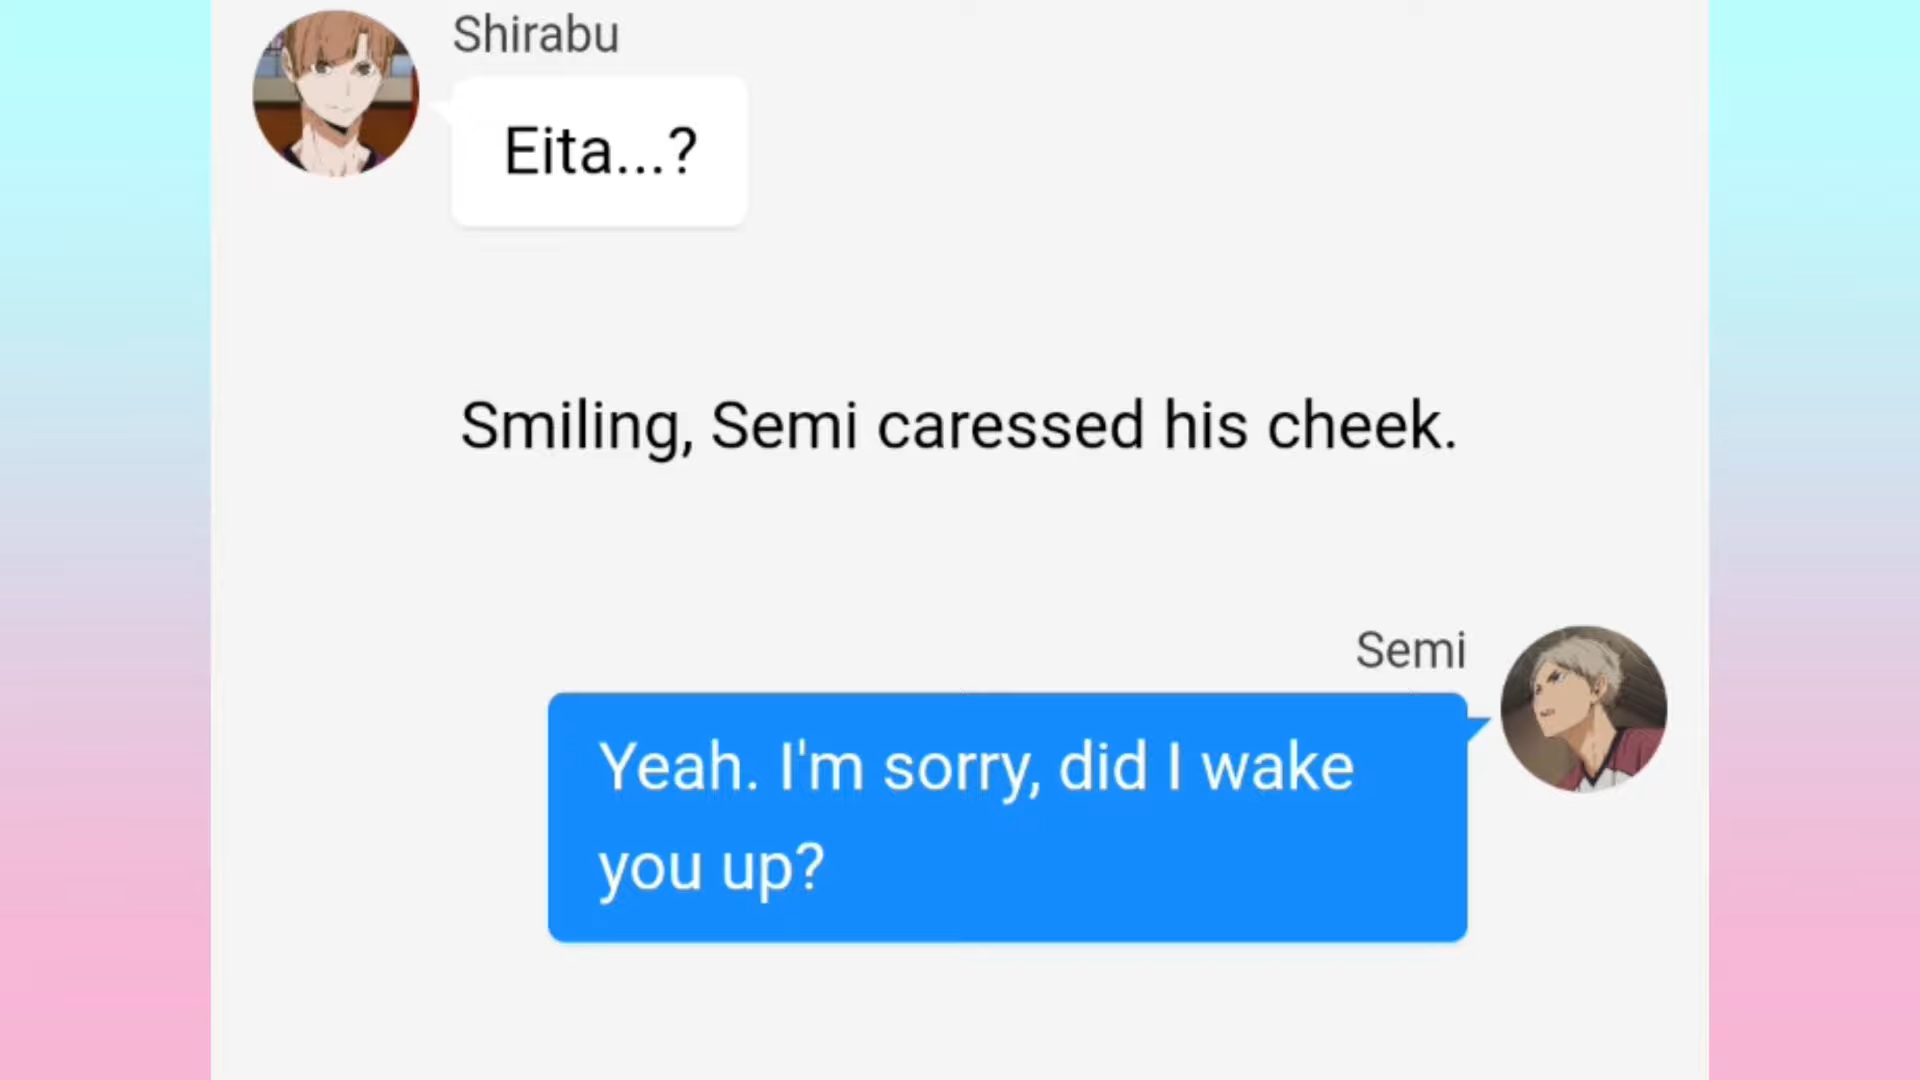 Shirabu
Eita...?
Smiling, Semi caressed his cheek.
Semi
Yeah. I'm sorry, did I wake
you up?